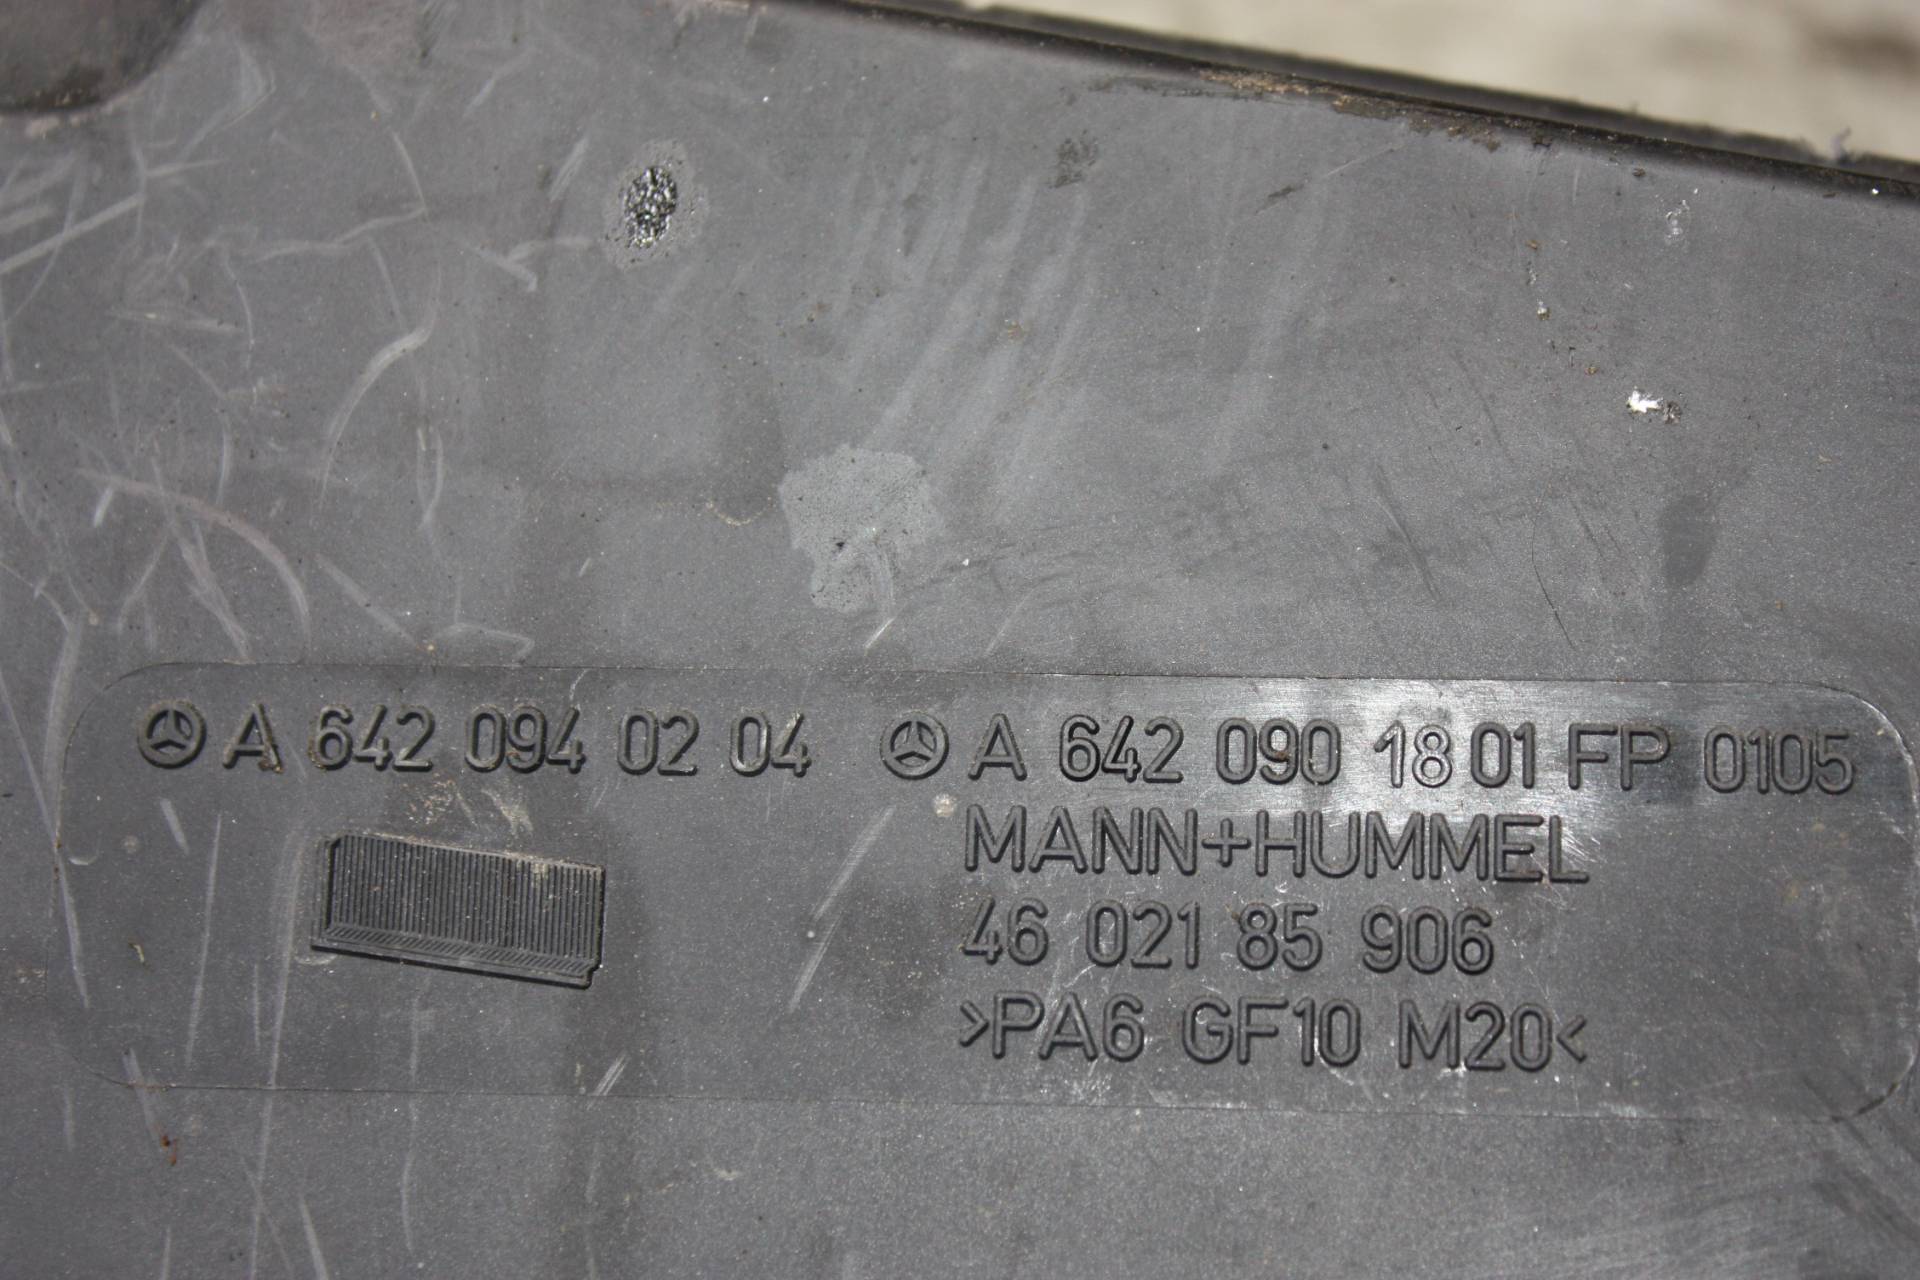 A 642 094 02 04 A 642 090 18 01 FP 0105
MANN+HUMMEL
46 021 85 906
>PA6 GF10 M20<